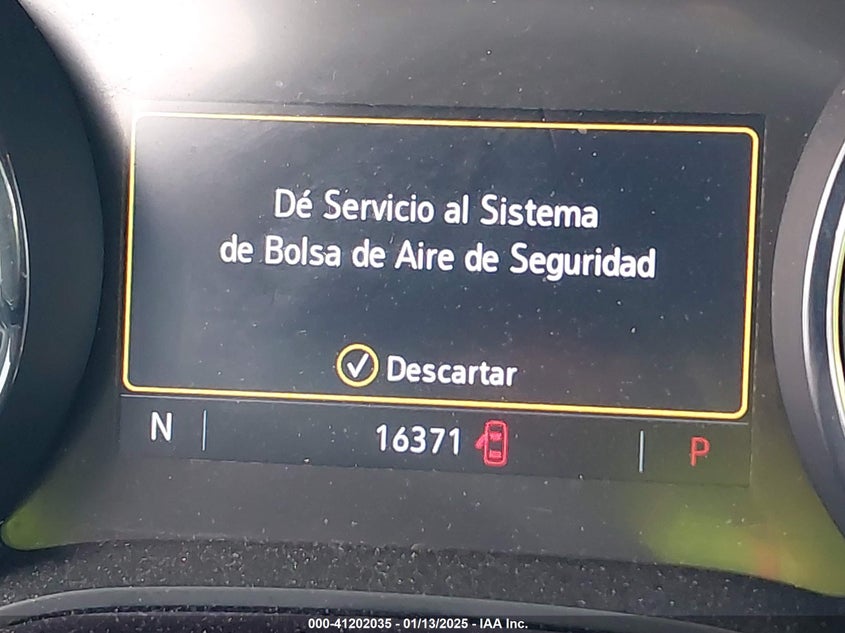 Dé Servicio al Sistema
de Bolsa de Aire de Seguridad
Descartar
N 16371 P
000-41202035 - 01/13/2025 - IAA Inc.